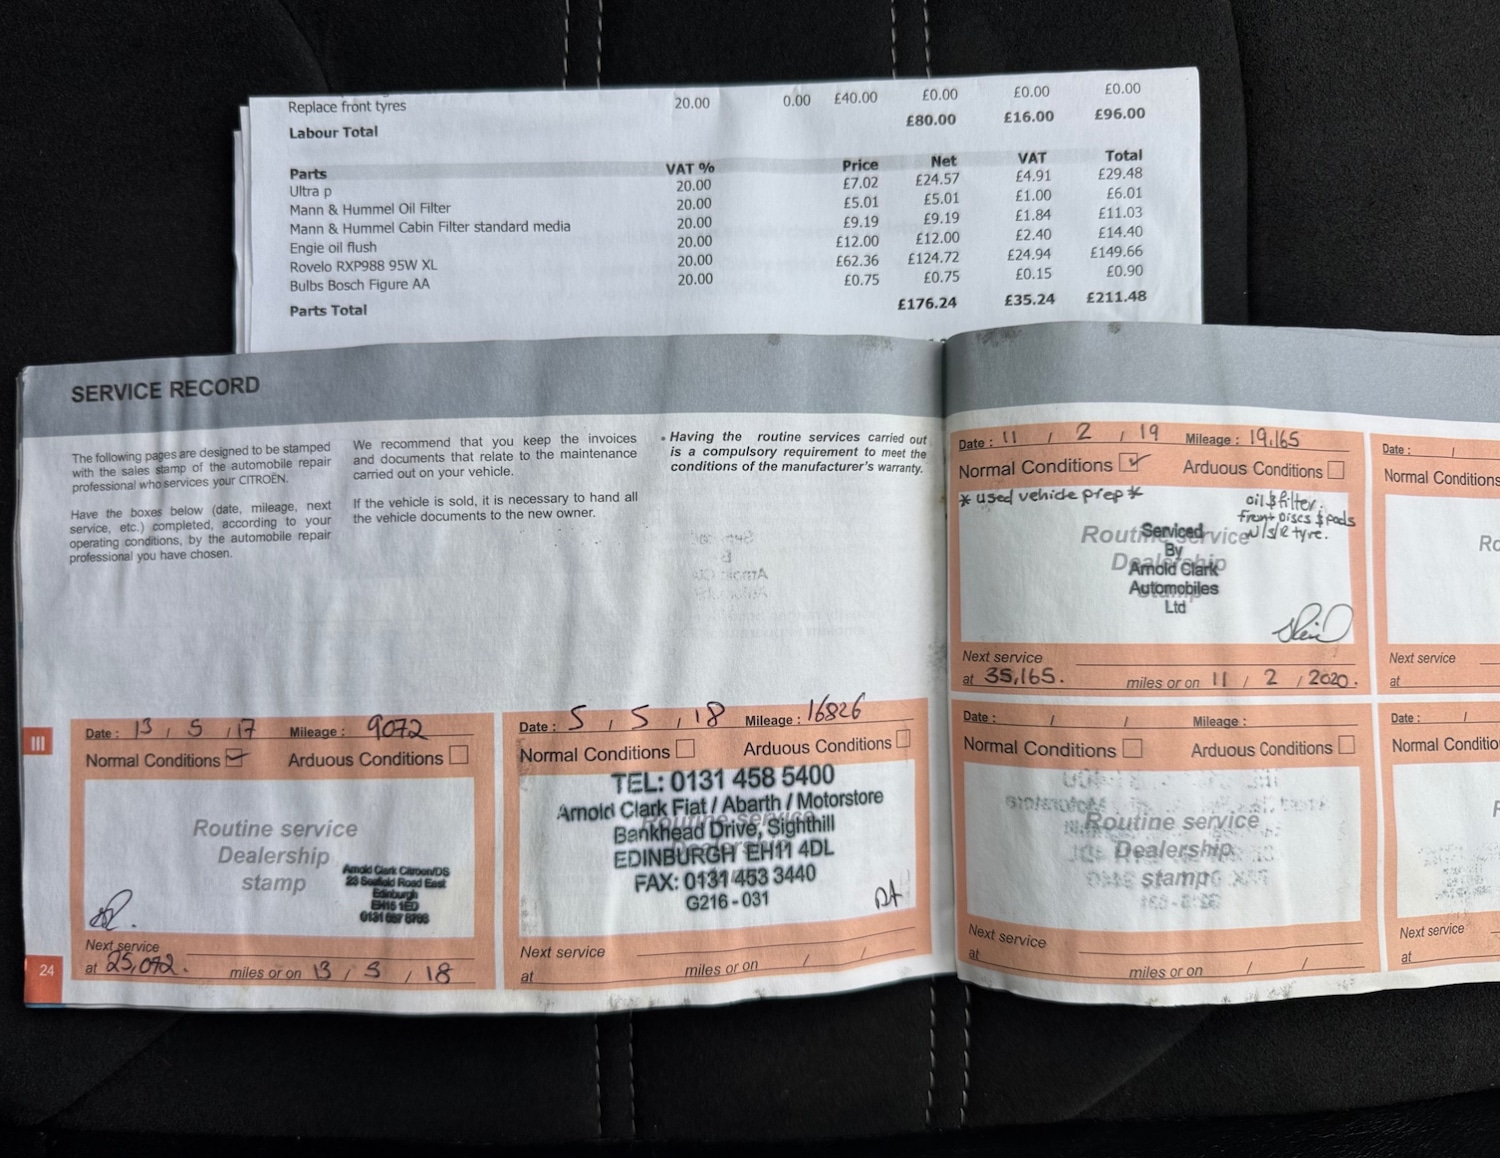 Replace front tyres 20.00 0.00 £40.00 £0.00 £0.00 £0.00
Labour Total £80.00 £16.00 £96.00
Parts VAT % Price Net VAT Total
Ultra p 20.00 £7.02 £24.57 £4.91 £29.48
Mann & Hummel Oil Filter 20.00 £5.01 £5.01 £1.00 £6.01
Mann & Hummel Cabin Filter standard media 20.00 £9.19 £9.19 £1.84 £11.03
Engie oil flush 20.00 £12.00 £12.00 £2.40 £14.40
Rovelo RXP988 95W XL 20.00 £62.36 £124.72 £24.94 £149.66
Bulbs Bosch Figure AA 20.00 £0.75 £0.75 £0.15 £0.90
Parts Total £176.24 £35.24 £211.48
SERVICE RECORD
The following pages are designed to be stamped
with the sales stamp of the automobile repair
professional who services your CITROËN.
Have the boxes below (date, mileage, next
service, etc.) completed, according to your
operating conditions, by the automobile repair
professional you have chosen.
We recommend that you keep the invoices
and documents that relate to the maintenance
carried out on your vehicle.
If the vehicle is sold, it is necessary to hand all
the vehicle documents to the new owner.
• Having the routine services carried out
is a compulsory requirement to meet the
conditions of the manufacturer's warranty.
III
Date : 13 / 5 / 17 Mileage : 9072
Normal Conditions Arduous Conditions
Routine service
Dealership
stamp
Arnold Clark Citroen/DS
Edinburgh
EH15 1ED
Next service
at 25,072. miles or on 13 / 5 / 18
24
Date : 5 / 5 / 18 Mileage : 16826
Normal Conditions Arduous Conditions
TEL: 0131 458 5400
Arnold Clark Fiat / Abarth / Motorstore
Bankhead Drive, Sighthill
EDINBURGH EH11 4DL
FAX: 0131 453 3440
G216 - 031
DA
Next service
at miles or on / /
Date : 11 / 2 / 19 Mileage : 19,165
Normal Conditions Arduous Conditions
* used vehicle prep *
oil & filter.
front Discs & pads
N/S/R tyre.
Routine service
Dealership
Serviced
By
Arnold Clark
Automobiles
Ltd
Next service
at 35,165. miles or on 11 / 2 / 2020.
Date : / / Mileage :
Normal Conditions Arduous Conditions
Routine service
Dealership
stamp
Next service
at miles or on / /
Date : /
Normal Conditions
Next service
at
Date : /
Normal Conditio
Next service
at